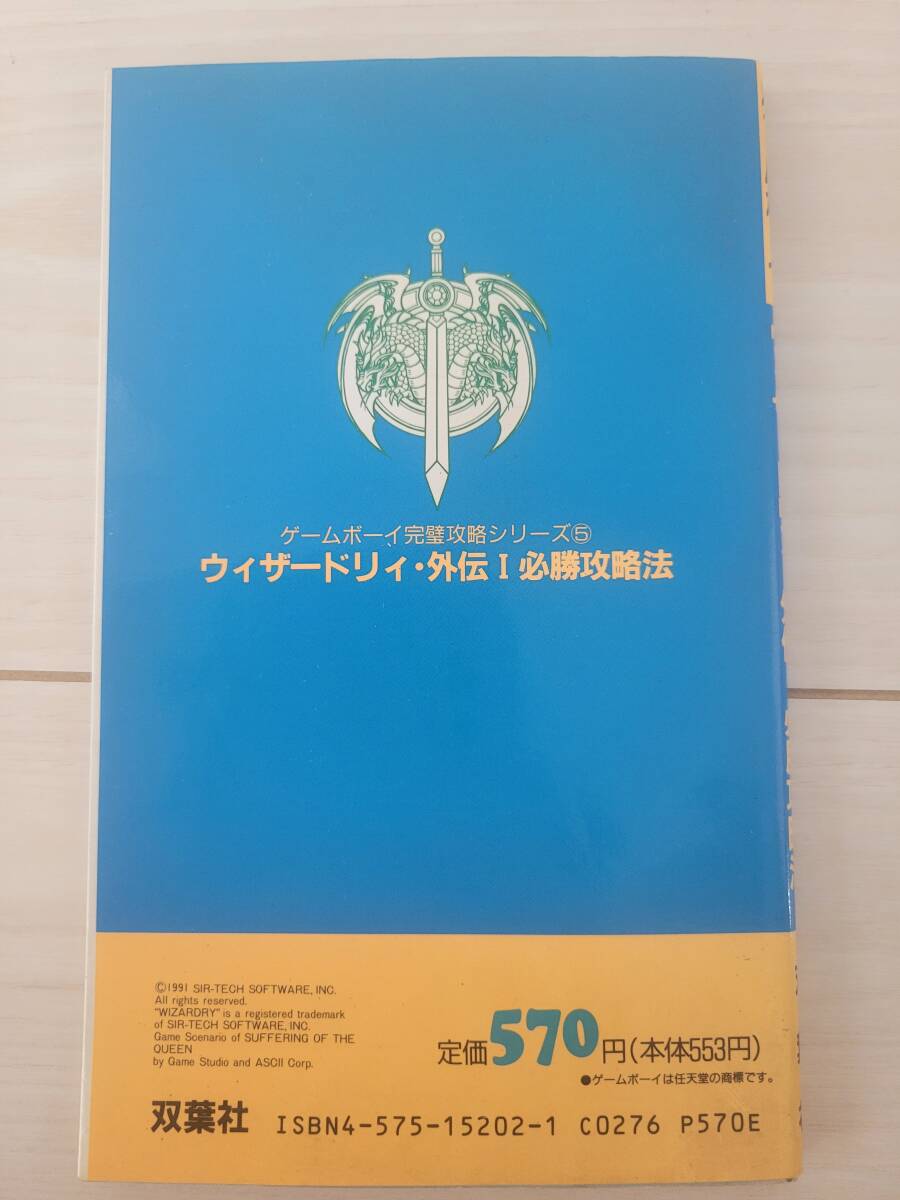 ゲームボーイ完璧攻略シリーズ⑤
ウィザードリィ・外伝Ⅰ必勝攻略法
©1991 SIR-TECH SOFTWARE, INC.
All rights reserved.
"WIZARDRY" is a registered trademark
of SIR-TECH SOFTWARE, INC.
Game Scenario of SUFFERING OF THE
QUEEN
by Game Studio and ASCII Corp.
定価570円(本体553円)
●ゲームボーイは任天堂の商標です。
双葉社 ISBN4-575-15202-1 C0276 P570E